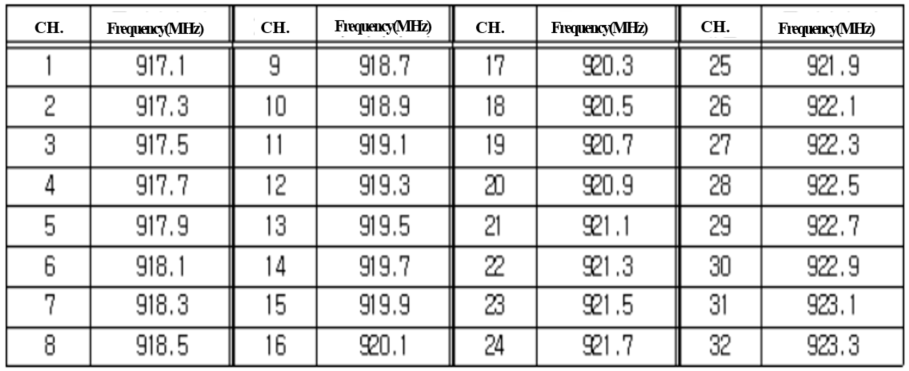 CH. Frequency(MHz) CH. Frequency(MHz) CH. Frequency(MHz) CH. Frequency(MHz)
1 917.1 9 918.7 17 920.3 25 921.9
2 917.3 10 918.9 18 920.5 26 922.1
3 917.5 11 919.1 19 920.7 27 922.3
4 917.7 12 919.3 20 920.9 28 922.5
5 917.9 13 919.5 21 921.1 29 922.7
6 918.1 14 919.7 22 921.3 30 922.9
7 918.3 15 919.9 23 921.5 31 923.1
8 918.5 16 920.1 24 921.7 32 923.3